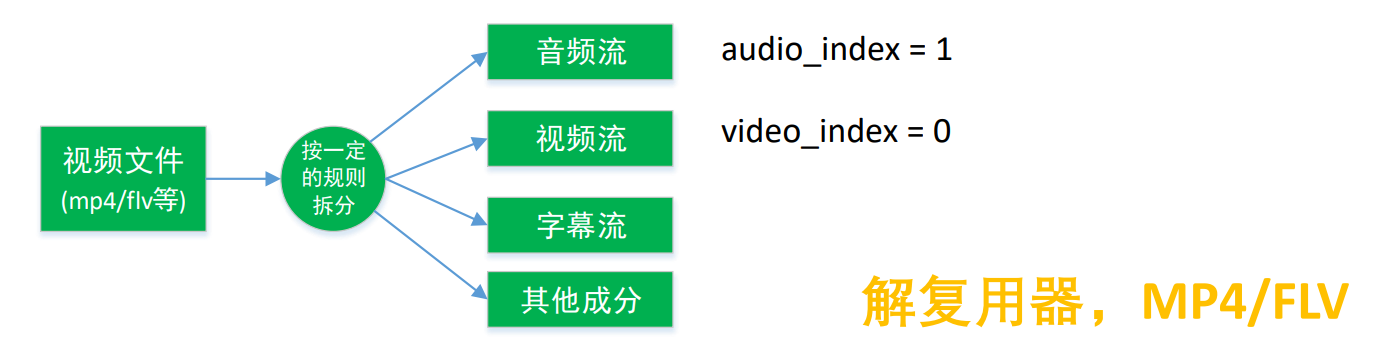 视频文件
(mp4/flv等)
按一定
的规则
拆分
音频流
audio_index = 1
视频流
video_index = 0
字幕流
其他成分
解复用器，MP4/FLV